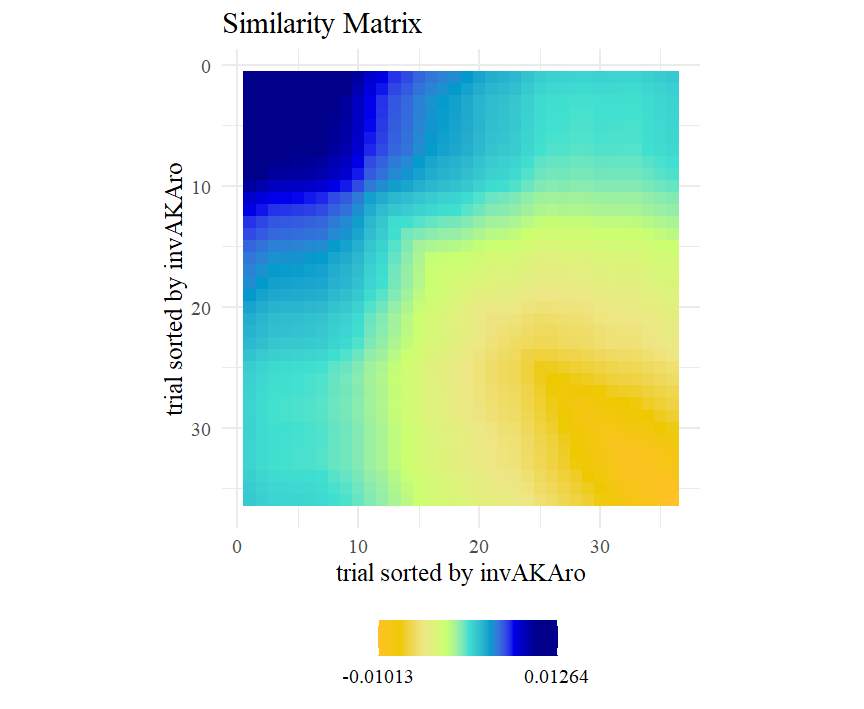 Similarity Matrix
0
10
20
30
trial sorted by invAKAro
0 10 20 30
trial sorted by invAKAro
-0.01013 0.01264